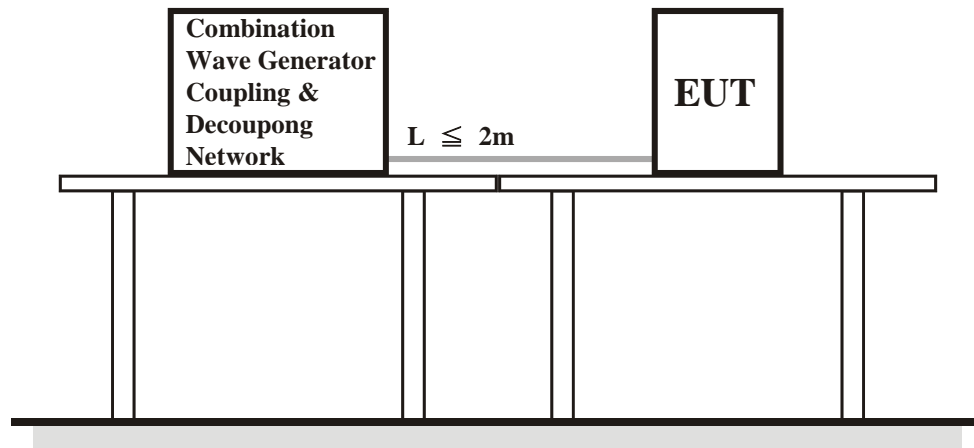 Combination
Wave Generator
Coupling &
Decoupong
Network
L ≦ 2m
EUT